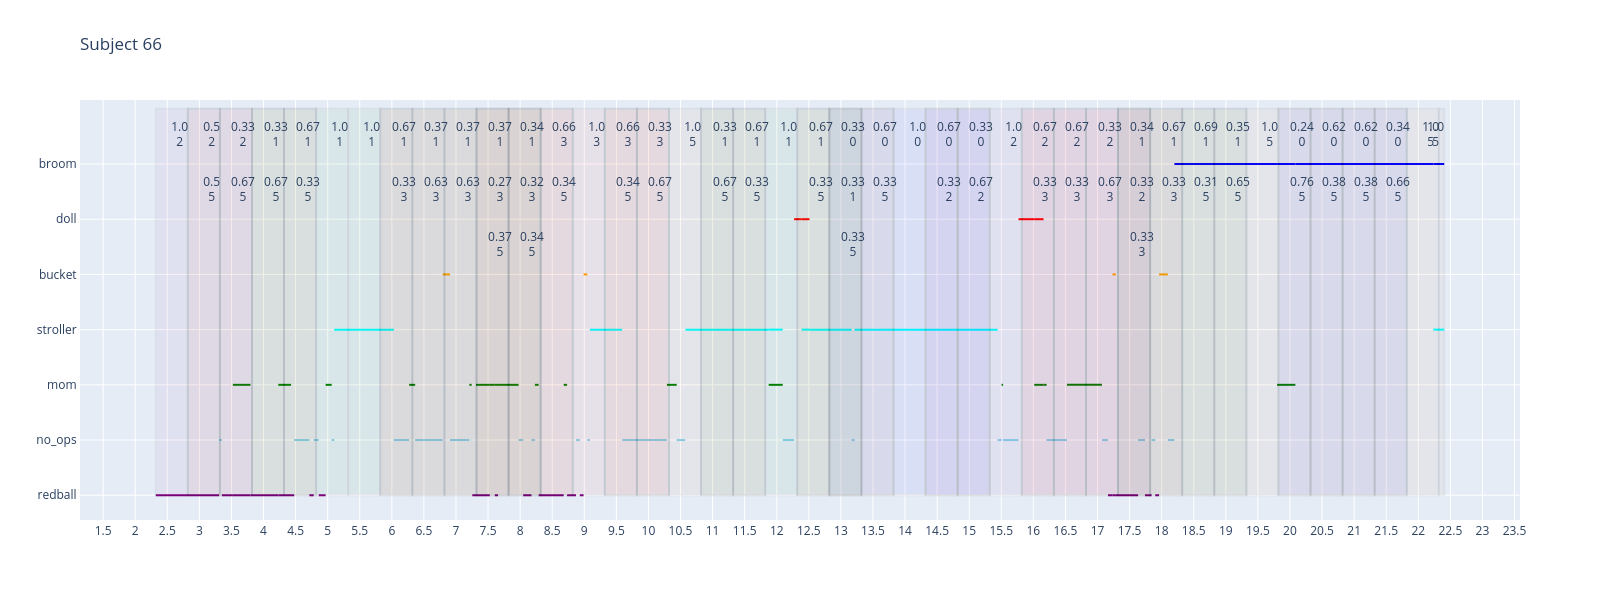 Subject 66
1.0 0.5 0.33 0.33 0.67 1.0 1.0 0.67 0.37 0.37 0.37 0.34 0.66 1.0 0.66 0.33 1.0 0.33 0.67 1.0 0.67 0.33 0.67 1.0 0.67 0.33 1.0 0.67 0.67 0.33 0.34 0.67 0.69 0.35 1.0 0.24 0.62 0.62 0.34
2 2 2 1 1 1 1 1 1 1 1 1 3 3 3 3 5 1 1 1 1 0 0 0 0 0 2 2 2 2 1 1 1 1 5 0 0 0 0
broom
0.5 0.67 0.67 0.33 0.33 0.63 0.63 0.27 0.32 0.34 0.34 0.67 0.67 0.33 0.33 0.33 0.33 0.33 0.67 0.33 0.33 0.67 0.33 0.33 0.31 0.65 0.76 0.38 0.38 0.66
5 5 5 5 3 3 3 3 3 5 5 5 5 5 5 1 5 2 2 3 3 3 2 3 5 5 5 5 5 5
doll
0.37 0.34 0.33 0.33
5 5 5 3
bucket
stroller
mom
no_ops
redball
1.5 2 2.5 3 3.5 4 4.5 5 5.5 6 6.5 7 7.5 8 8.5 9 9.5 10 10.5 11 11.5 12 12.5 13 13.5 14 14.5 15 15.5 16 16.5 17 17.5 18 18.5 19 19.5 20 20.5 21 21.5 22 22.5 23 23.5